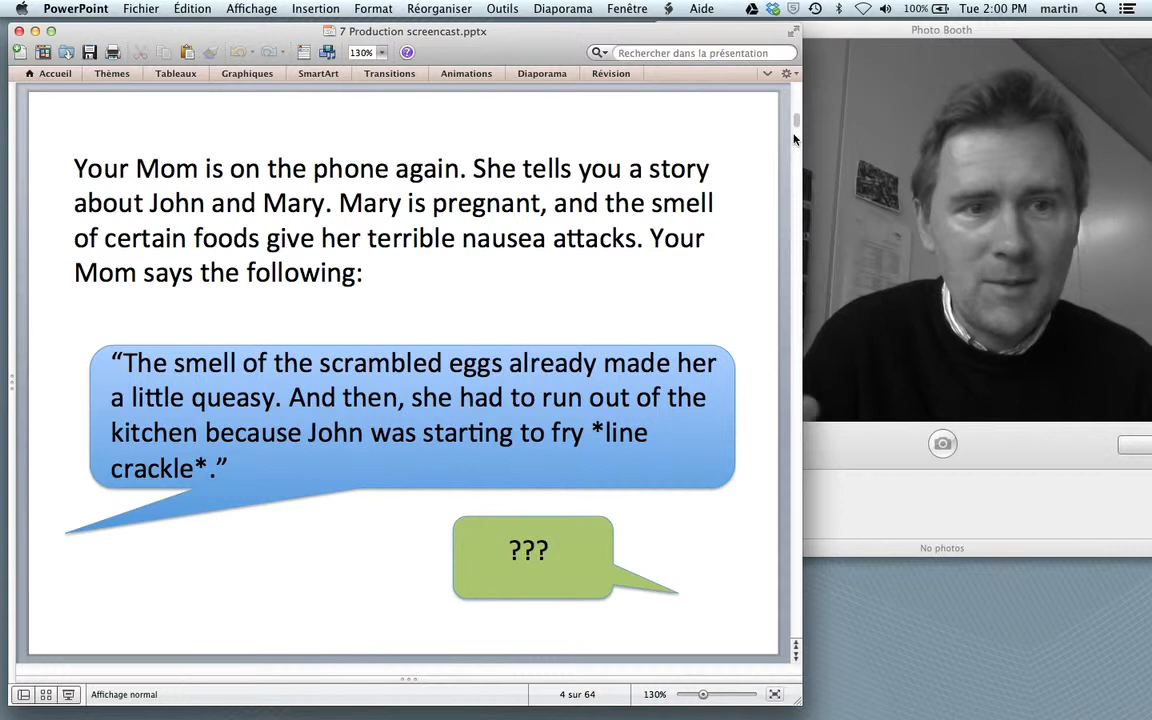 PowerPoint Fichier Édition Affichage Insertion Format Réorganiser Outils Diaporama Fenêtre Aide 100% Tue 2:00 PM martin
7 Production screencast.pptx
Photo Booth
130%
Rechercher dans la présentation
Accueil Thèmes Tableaux Graphiques SmartArt Transitions Animations Diaporama Révision
Your Mom is on the phone again. She tells you a story
about John and Mary. Mary is pregnant, and the smell
of certain foods give her terrible nausea attacks. Your
Mom says the following:
“The smell of the scrambled eggs already made her
a little queasy. And then, she had to run out of the
kitchen because John was starting to fry *line
crackle*.”
???
No photos
Affichage normal
4 sur 64
130%